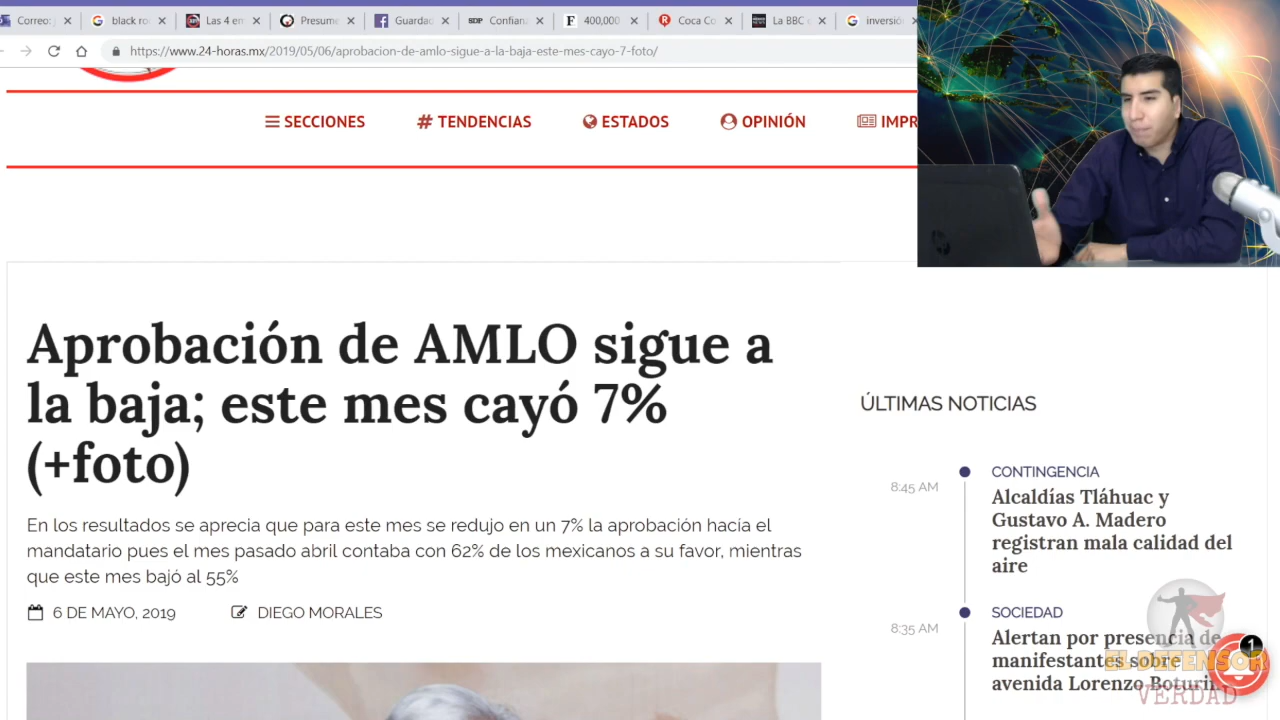 Correo:
black ro
Las 4 em
Presume
Guardad
SDP Confian
400,000
Coca Co
La BBC
inversió
https://www.24-horas.mx/2019/05/06/aprobacion-de-amlo-sigue-a-la-baja-este-mes-cayo-7-foto/
SECCIONES
# TENDENCIAS
ESTADOS
OPINIÓN
IMPR
Aprobación de AMLO sigue a
la baja; este mes cayó 7%
(+foto)
En los resultados se aprecia que para este mes se redujo en un 7% la aprobación hacía el
mandatario pues el mes pasado abril contaba con 62% de los mexicanos a su favor, mientras
que este mes bajó al 55%
6 DE MAYO, 2019
DIEGO MORALES
ÚLTIMAS NOTICIAS
8:45 AM
CONTINGENCIA
Alcaldías Tláhuac y
Gustavo A. Madero
registran mala calidad del
aire
8:35 AM
SOCIEDAD
Alertan por presencia de
manifestantes sobre
avenida Lorenzo Boturin
1
EL DEFENSOR
VERDAD